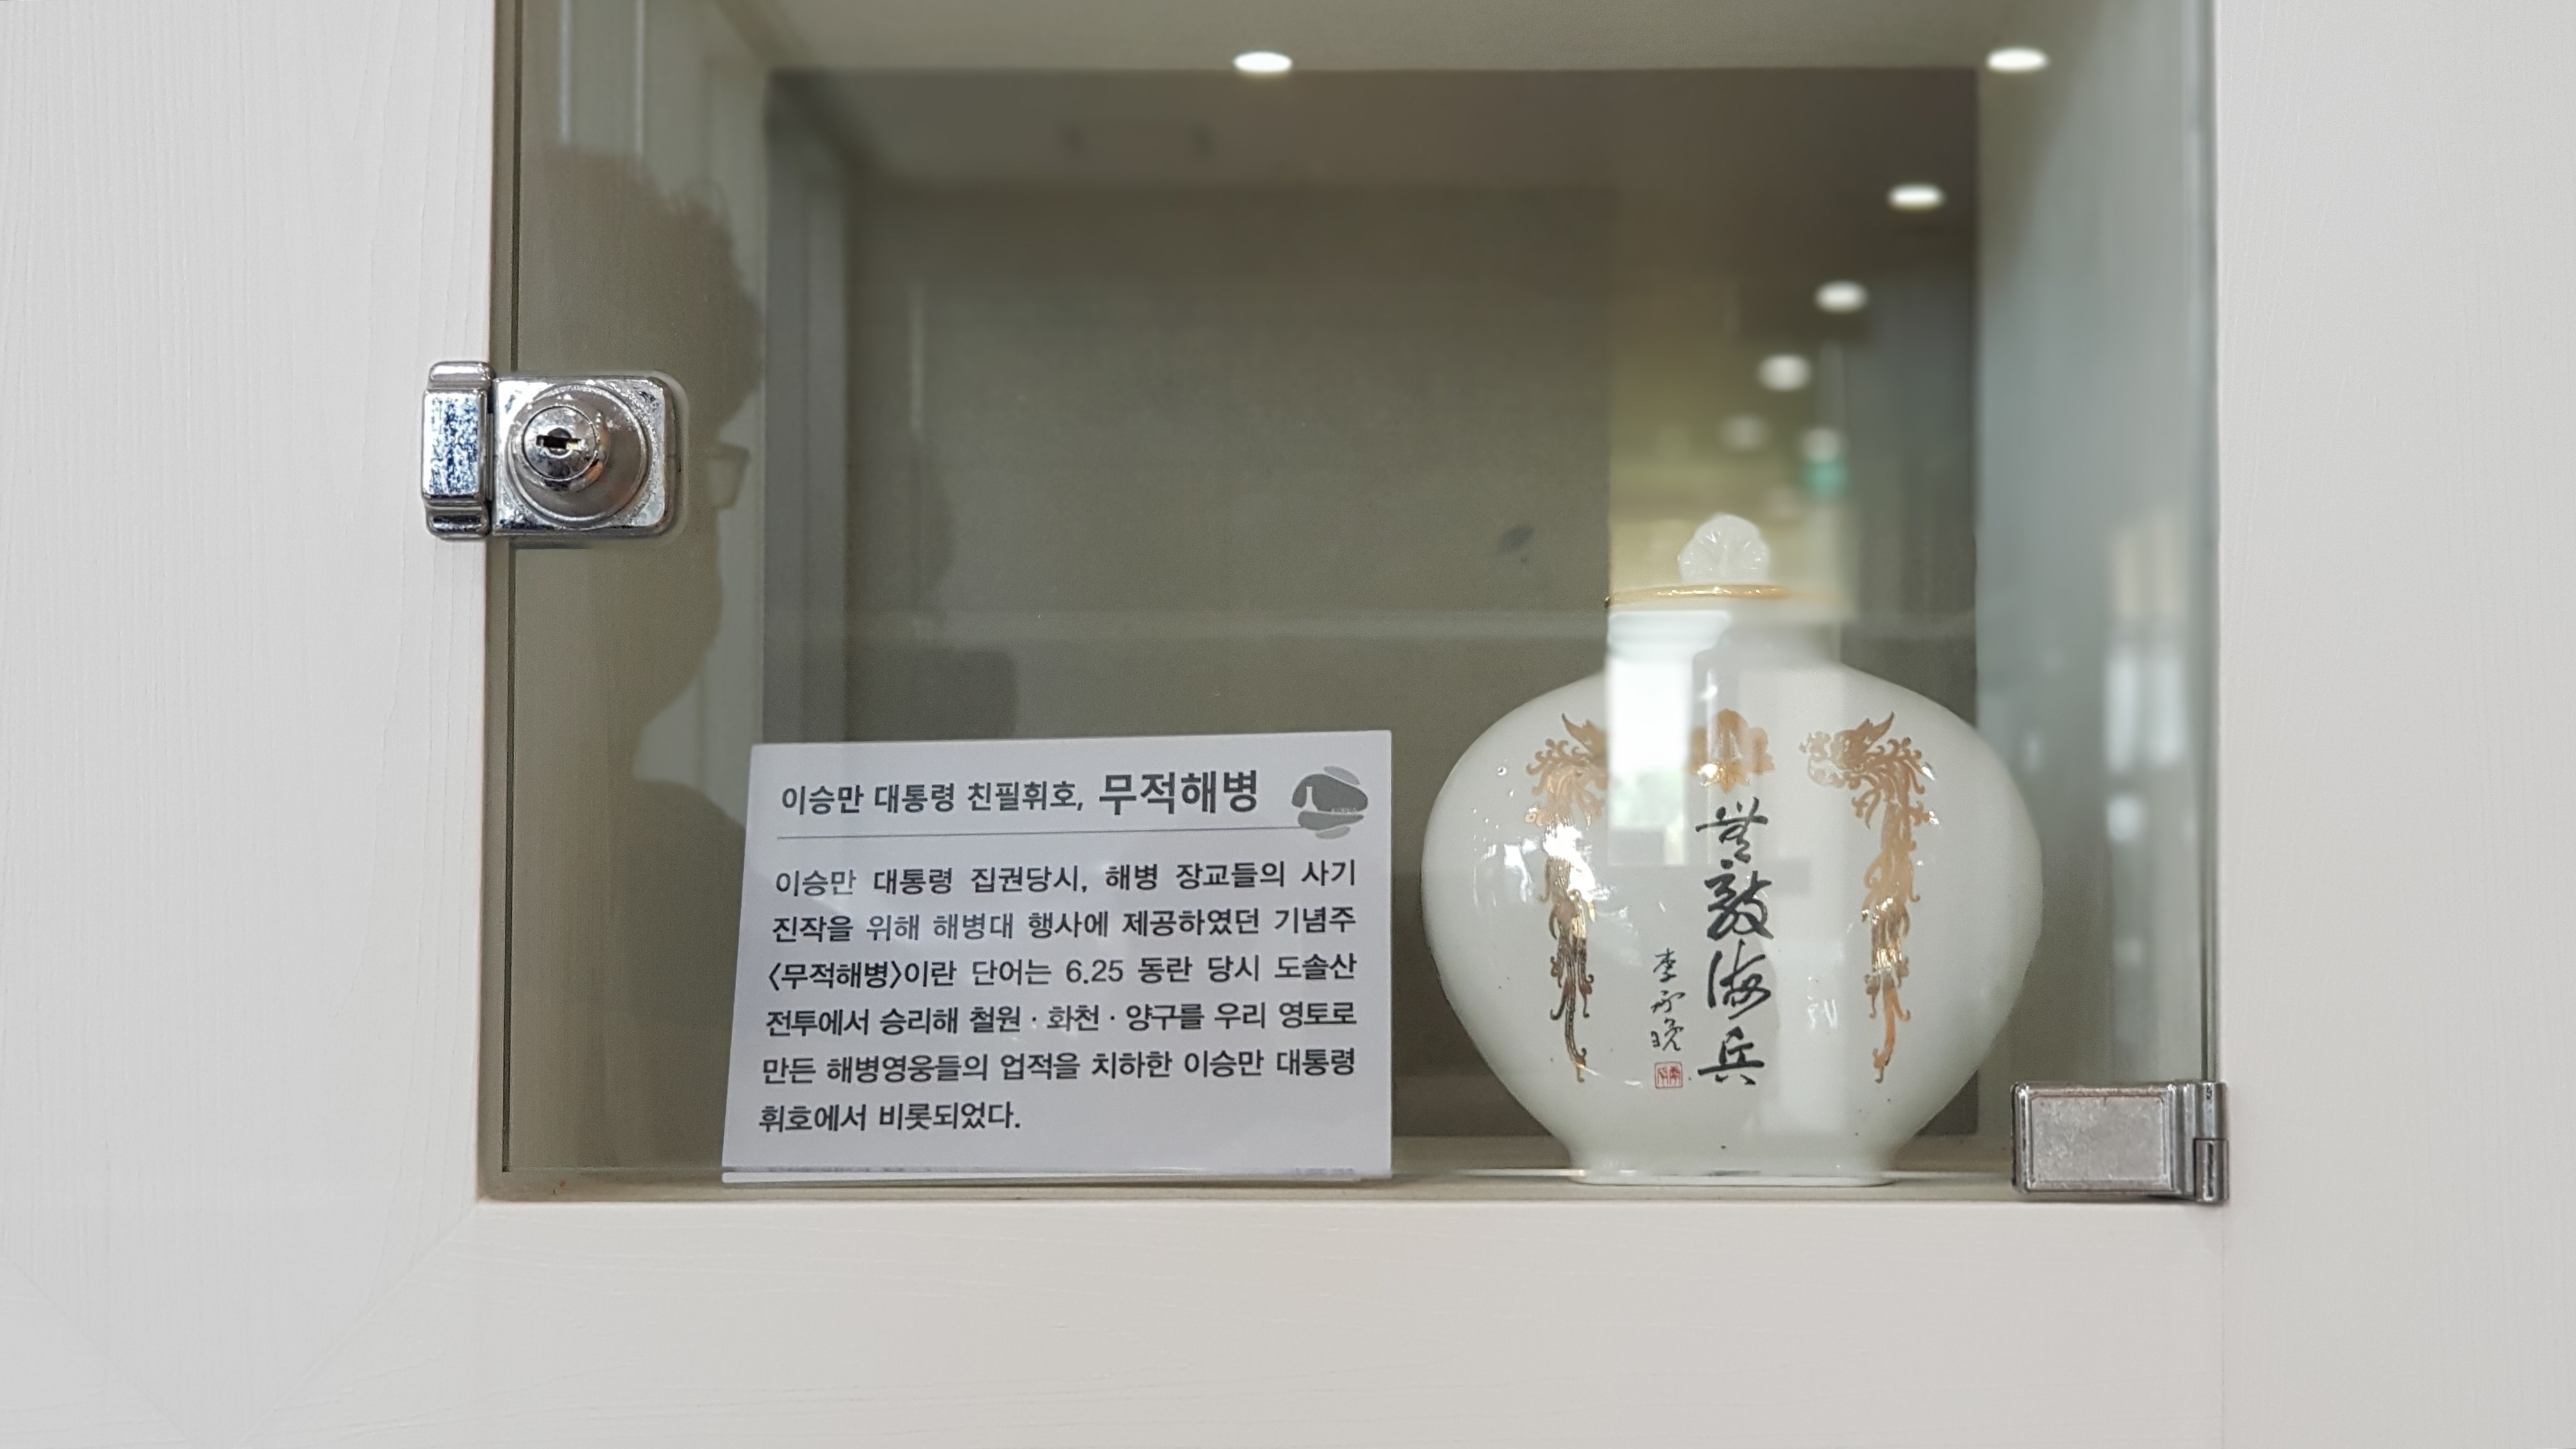 이승만 대통령 친필휘호, 무적해병
이승만 대통령 집권당시, 해병 장교들의 사기
진작을 위해 해병대 행사에 제공하였던 기념주
<무적해병>이란 단어는 6.25 동란 당시 도솔산
전투에서 승리해 철원 · 화천 · 양구를 우리 영토로
만든 해병영웅들의 업적을 치하한 이승만 대통령
휘호에서 비롯되었다.
無敵海兵
李承晩